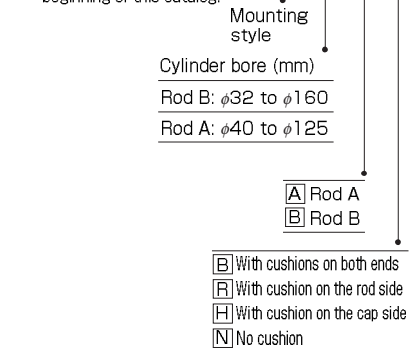 beginning of this catalog.
Mounting
style
Cylinder bore (mm)
Rod B: φ32 to φ160
Rod A: φ40 to φ125
A Rod A
B Rod B
B With cushions on both ends
R With cushion on the rod side
H With cushion on the cap side
N No cushion